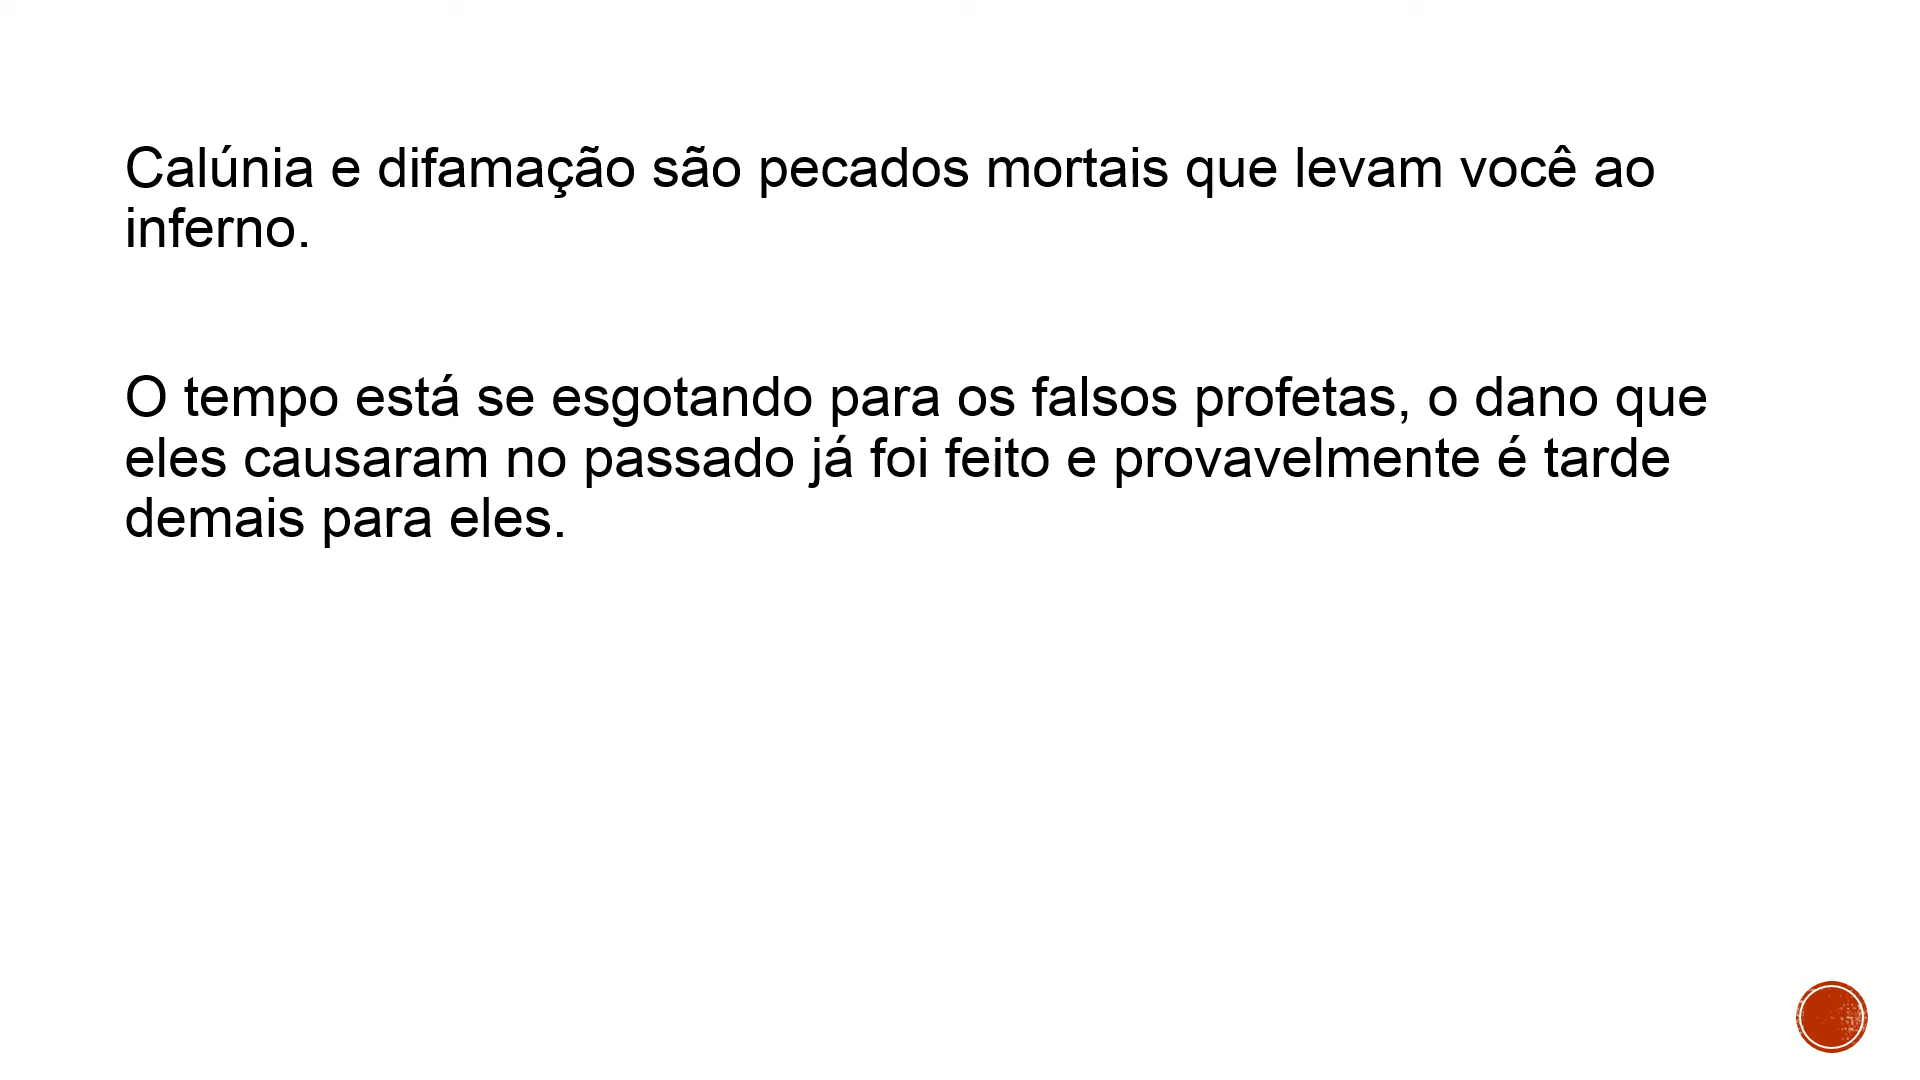 Calúnia e difamação são pecados mortais que levam você ao
inferno.
O tempo está se esgotando para os falsos profetas, o dano que
eles causaram no passado já foi feito e provavelmente é tarde
demais para eles.